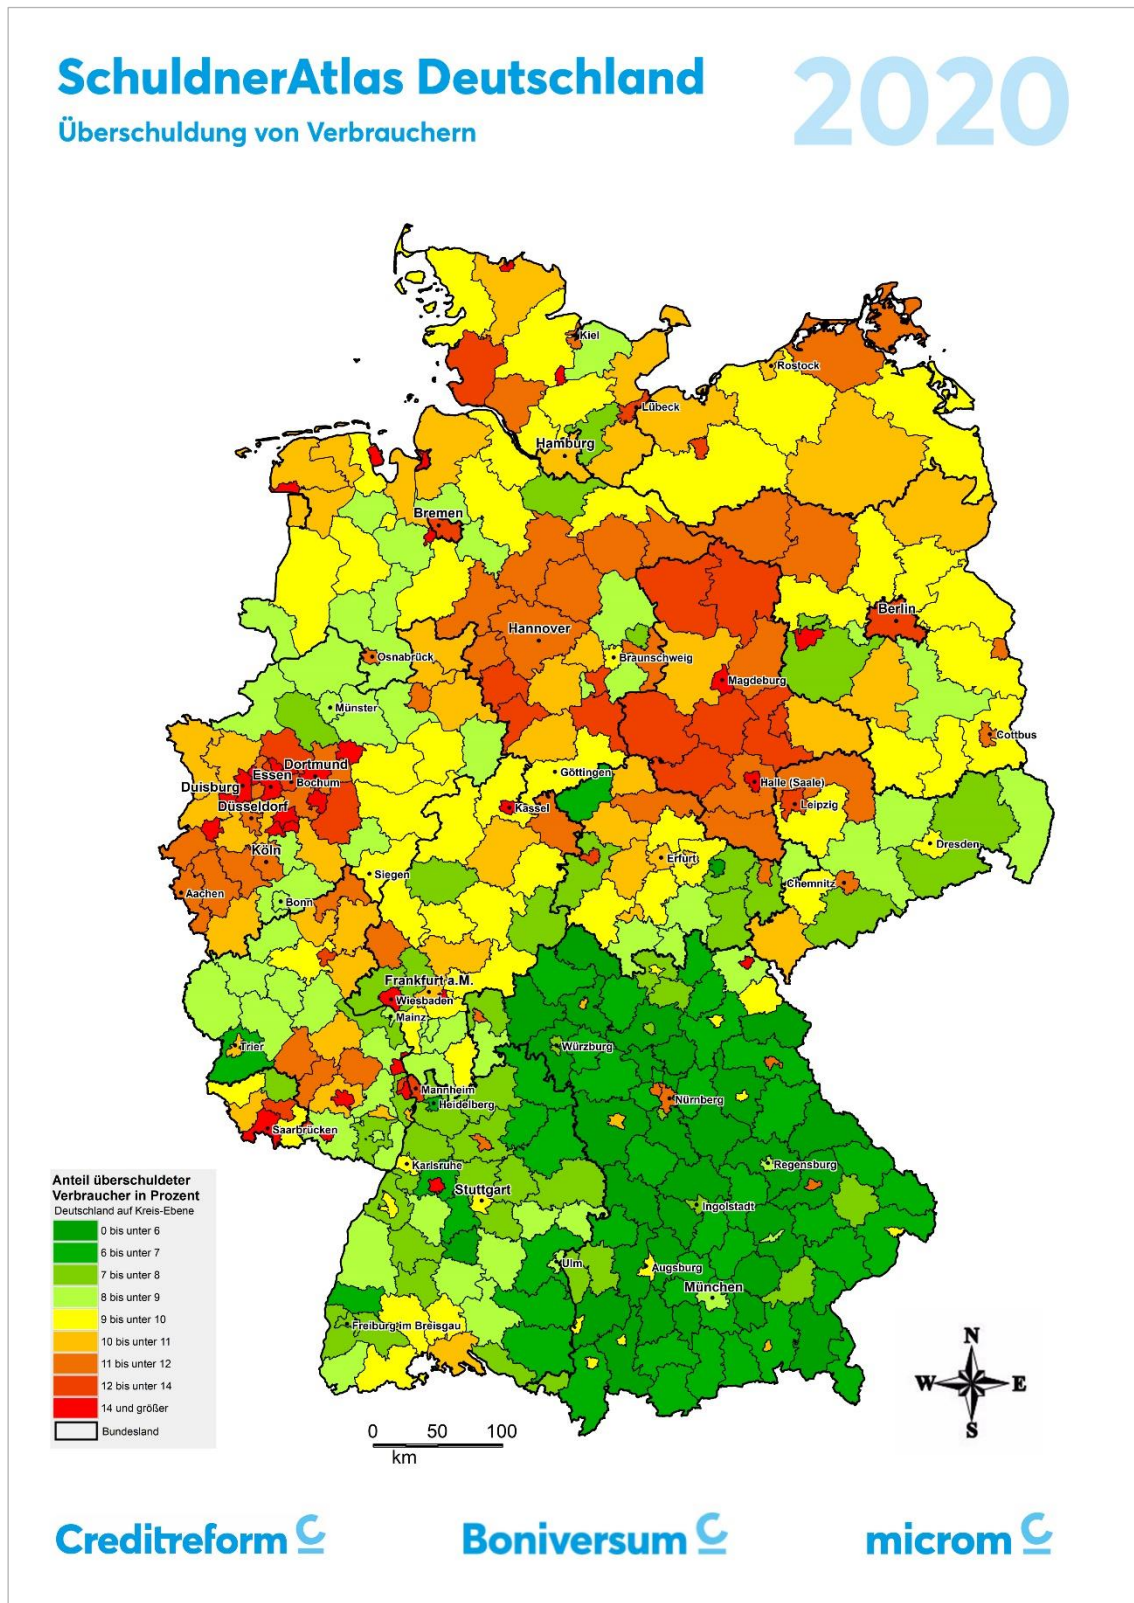 SchuldnerAtlas Deutschland
2020
Überschuldung von Verbrauchern
Kiel
Rostock
Lübeck
Hamburg
Bremen
Berlin
Hannover
Osnabrück
Braunschweig
Magdeburg
Münster
Cottbus
Dortmund
Essen
Bochum
Duisburg
Göttingen
Halle (Saale)
Düsseldorf
Kassel
Leipzig
Köln
Dresden
Erfurt
Siegen
Chemnitz
Aachen
Bonn
Frankfurt a.M.
Wiesbaden
Mainz
Trier
Würzburg
Mannheim
Heidelberg
Nürnberg
Saarbrücken
Karlsruhe
Regensburg
Stuttgart
Ingolstadt
Ulm
Augsburg
München
Freiburg im Breisgau
Anteil überschuldeter
Verbraucher in Prozent
Deutschland auf Kreis-Ebene
0 bis unter 6
6 bis unter 7
7 bis unter 8
8 bis unter 9
9 bis unter 10
10 bis unter 11
11 bis unter 12
12 bis unter 14
14 und größer
Bundesland
N
W E
S
0 50 100
km
Creditreform C
Boniversum C
microm C